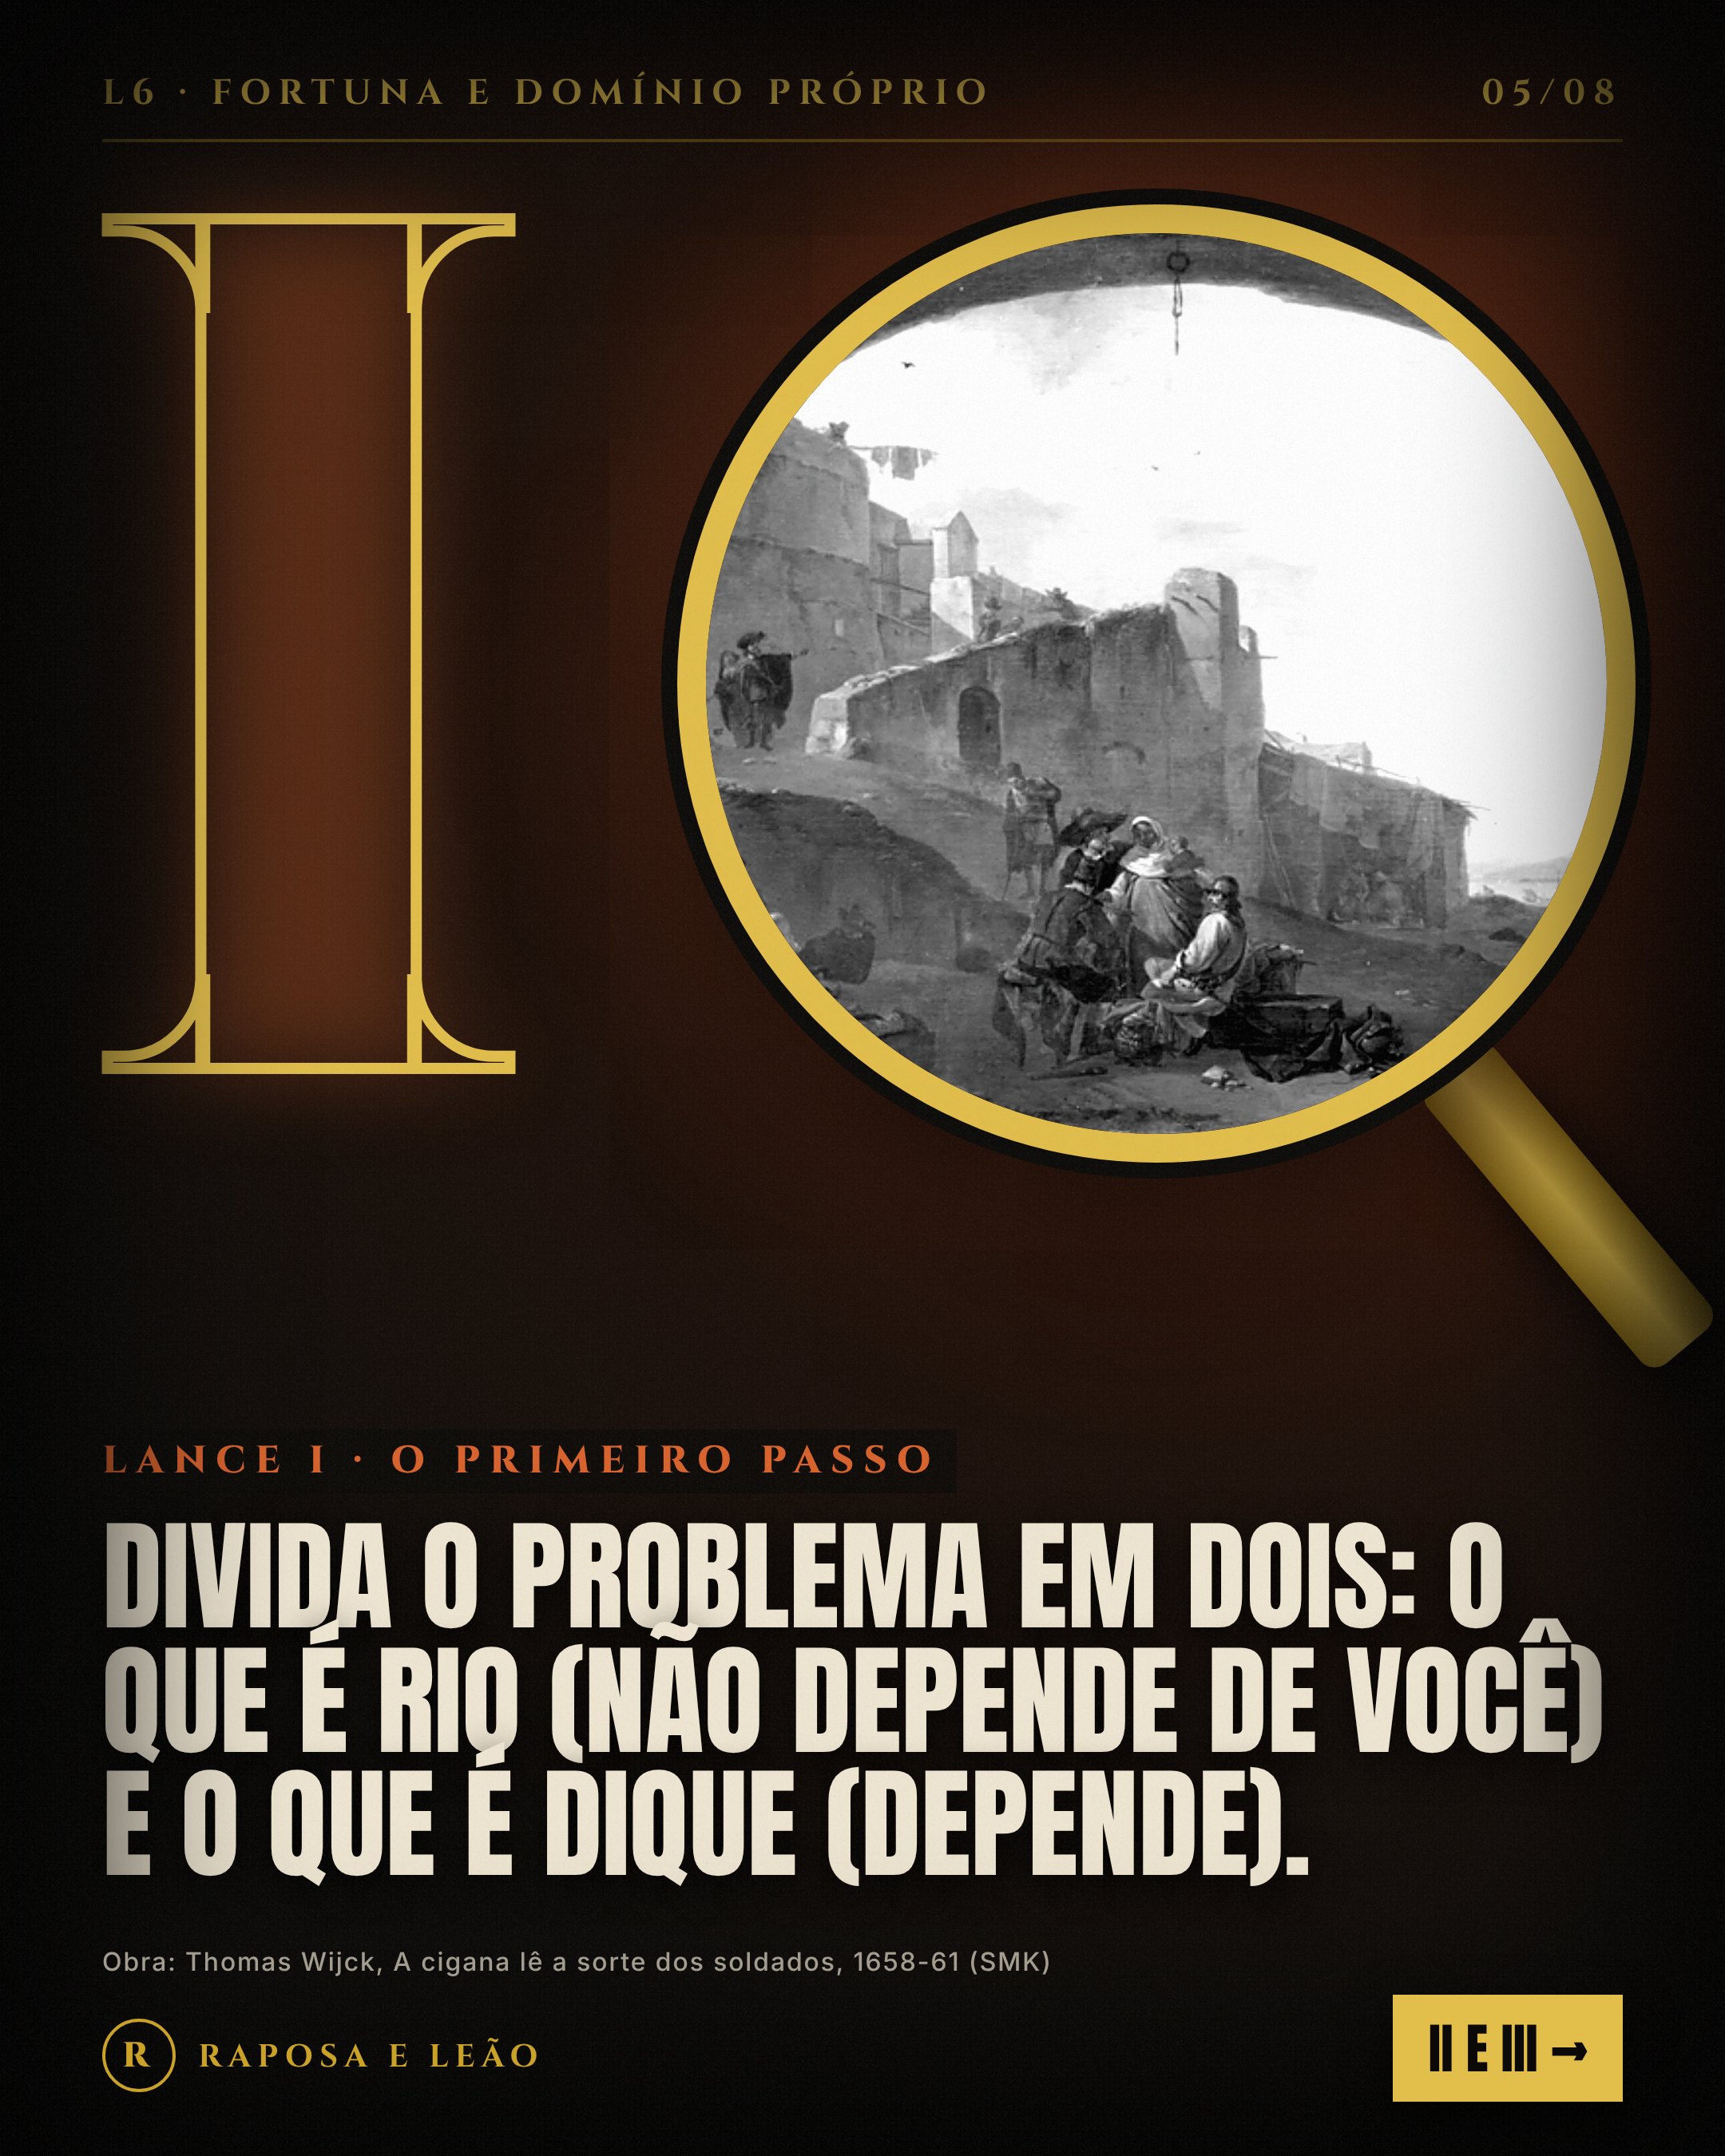 L6 · FORTUNA E DOMÍNIO PRÓPRIO
05/08
I
LANCE I · O PRIMEIRO PASSO
DIVIDA O PROBLEMA EM DOIS: O
QUE É RIO (NÃO DEPENDE DE VOCÊ)
E O QUE É DIQUE (DEPENDE).
Obra: Thomas Wijck, A cigana lê a sorte dos soldados, 1658-61 (SMK)
R RAPOSA E LEÃO
II E III →